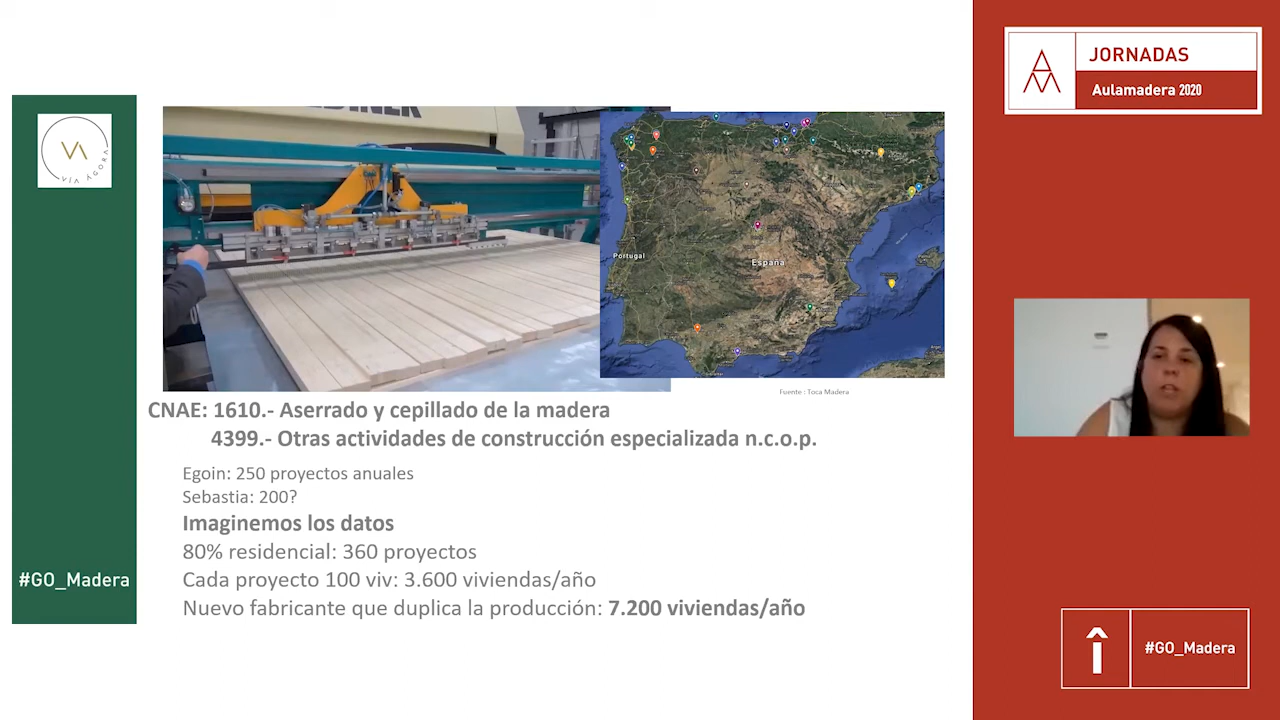 VIA ÁGORA
#GO_Madera
Portugal
España
Fuente : Toca Madera
CNAE: 1610.- Aserrado y cepillado de la madera
4399.- Otras actividades de construcción especializada n.c.o.p.
Egoin: 250 proyectos anuales
Sebastia: 200?
Imaginemos los datos
80% residencial: 360 proyectos
Cada proyecto 100 viv: 3.600 viviendas/año
Nuevo fabricante que duplica la producción: 7.200 viviendas/año
JORNADAS
Aulamadera 2020
#GO_Madera